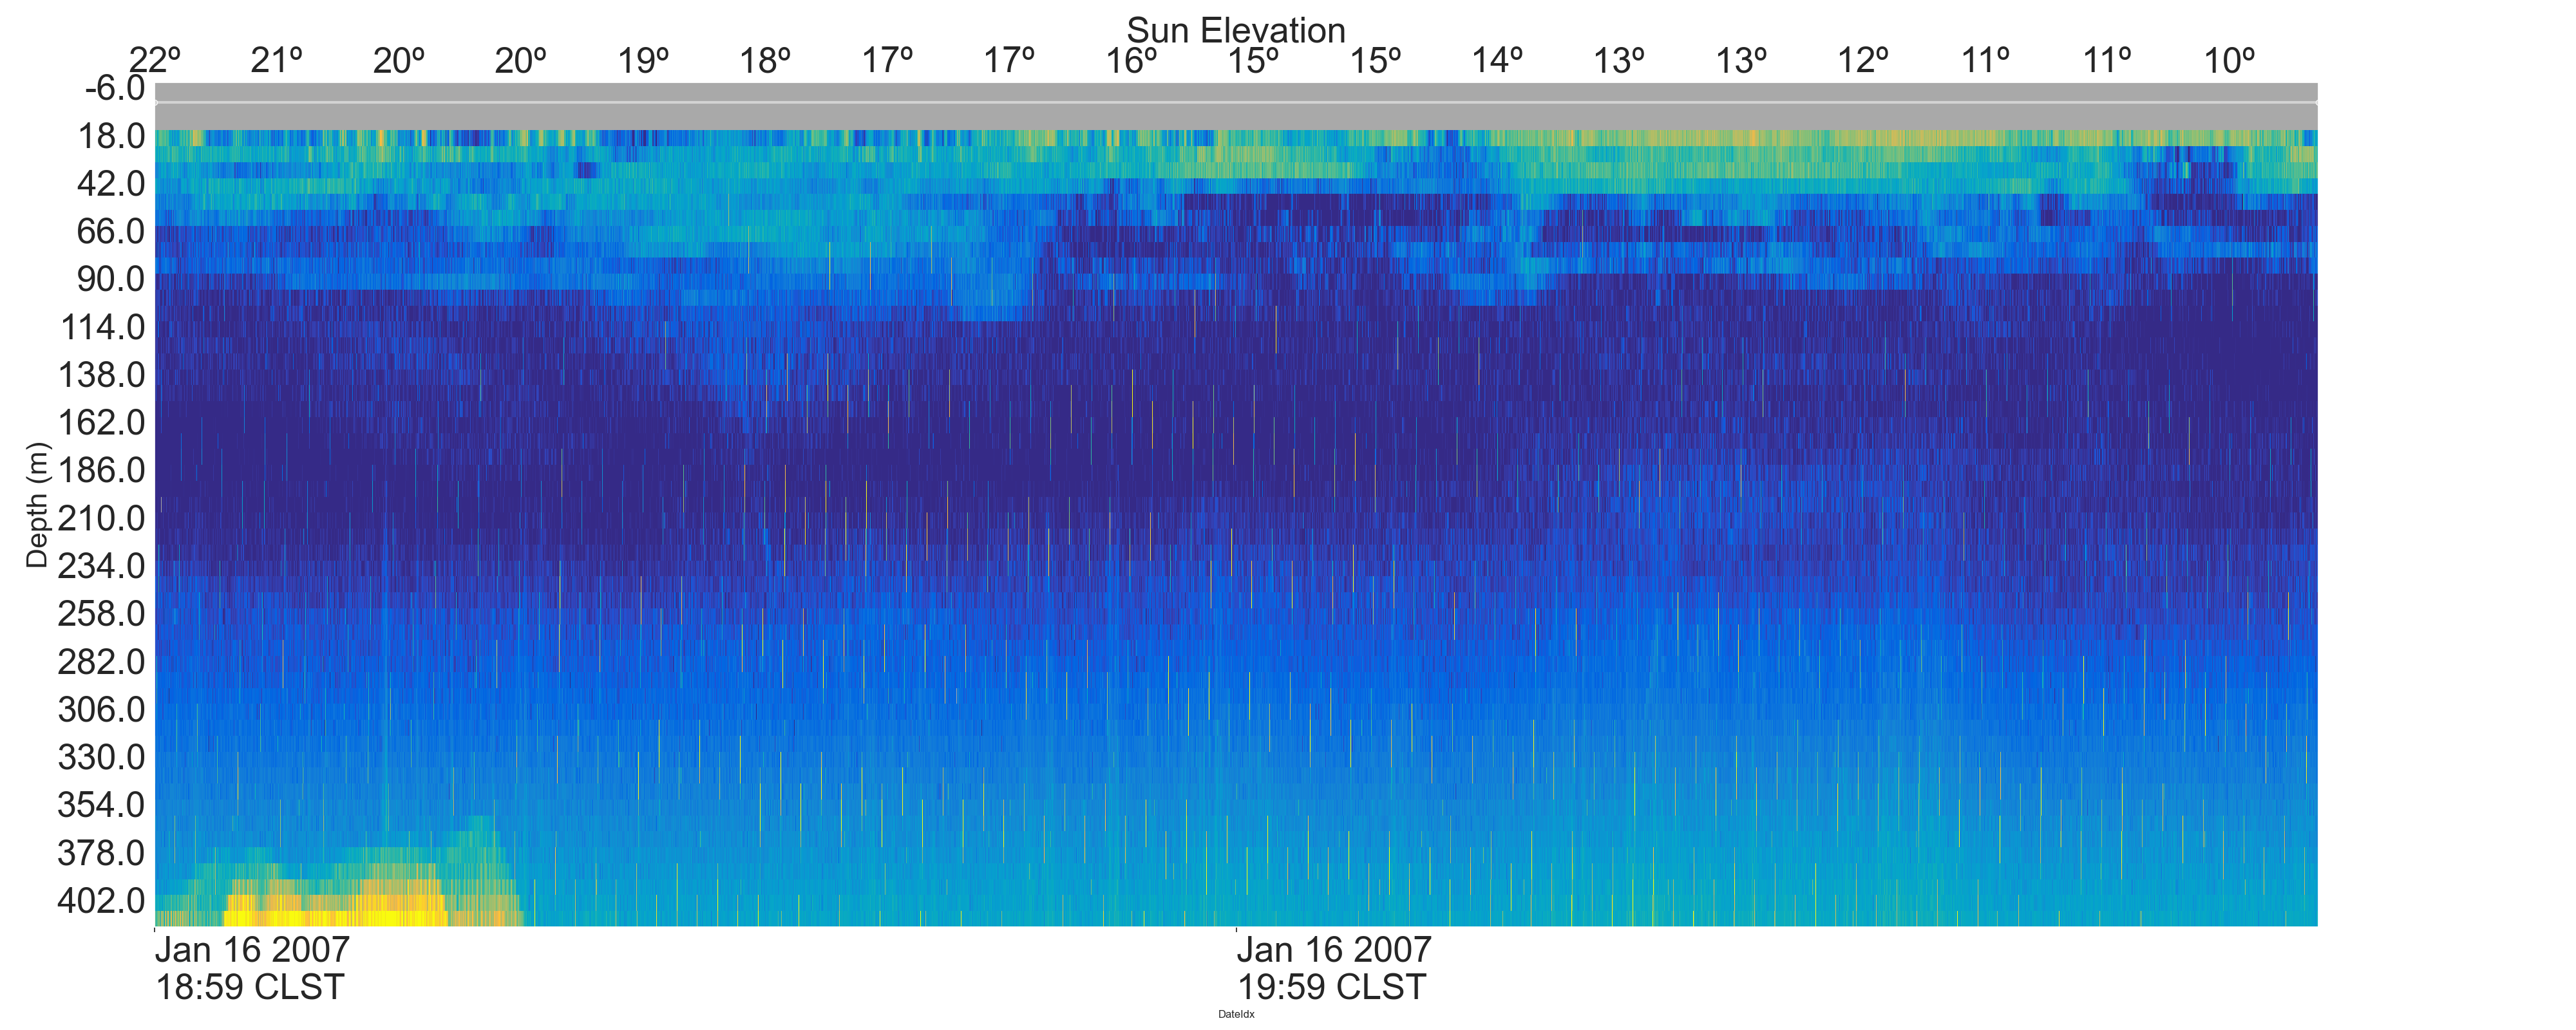 Sun Elevation
22º 21º 20º 20º 19º 18º 17º 17º 16º 15º 15º 14º 13º 13º 12º 11º 11º 10º
-6.0
18.0
42.0
66.0
90.0
114.0
138.0
162.0
186.0
210.0
234.0
258.0
282.0
306.0
330.0
354.0
378.0
402.0
Depth (m)
Jan 16 2007
18:59 CLST
Jan 16 2007
19:59 CLST
DateIdx